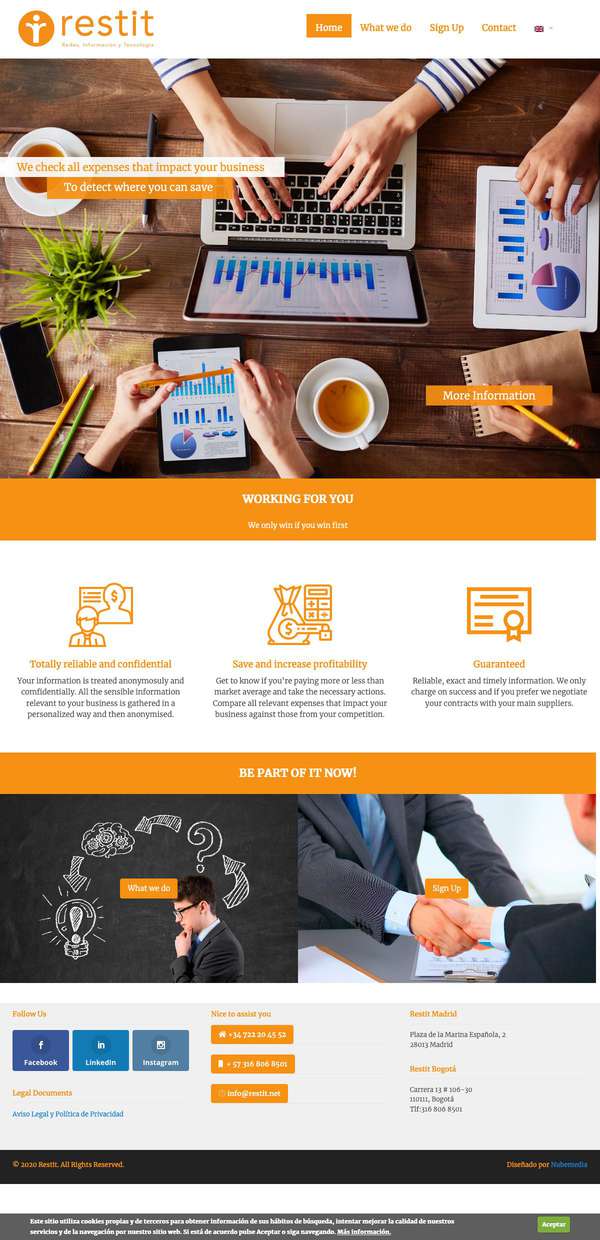 restit
Redes, Información y Tecnología
Home
What we do
Sign Up
Contact
We check all expenses that impact your business
To detect where you can save
More Information
WORKING FOR YOU
We only win if you win first
Totally reliable and confidential
Your information is created anonymosuly and
comfidentially. All the sensible information
relevant to your business is gathered in a
personalized way and then anonymised.
Save and increase profitability
Get to know if you're paying more or less than
market average and take the necessary actions.
Compare all relevant expenses that impact your
business against those from your competition.
Guaranteed
Reliable, exact and timely information. We only
charge on success and if you prefer we negotiate
your contracts with your main suppliers.
BE PART OF IT NOW!
What we do
Sign Up
Follow Us
Facebook
LinkedIn
Instagram
Legal Documents
Aviso Legal y Política de Privacidad
Nice to assist you
+34 722 20 45 52
+ 57 316 806 8501
info@restit.net
Restit Madrid
Plaza de la Marina Española, 2
28013 Madrid
Restit Bogotá
Carrera 13 # 106-30
110111, Bogotá
Tlf:316 806 8501
© 2020 Restit. All Rights Reserved.
Diseñado por Nubemedia
Este sitio utiliza cookies propias y de terceros para obtener información de sus hábitos de búsqueda, intentar mejorar la calidad de nuestros
servicios y de la navegación por nuestro sitio web. Si está de acuerdo pulse Aceptar o siga navegando. Más información.
Aceptar